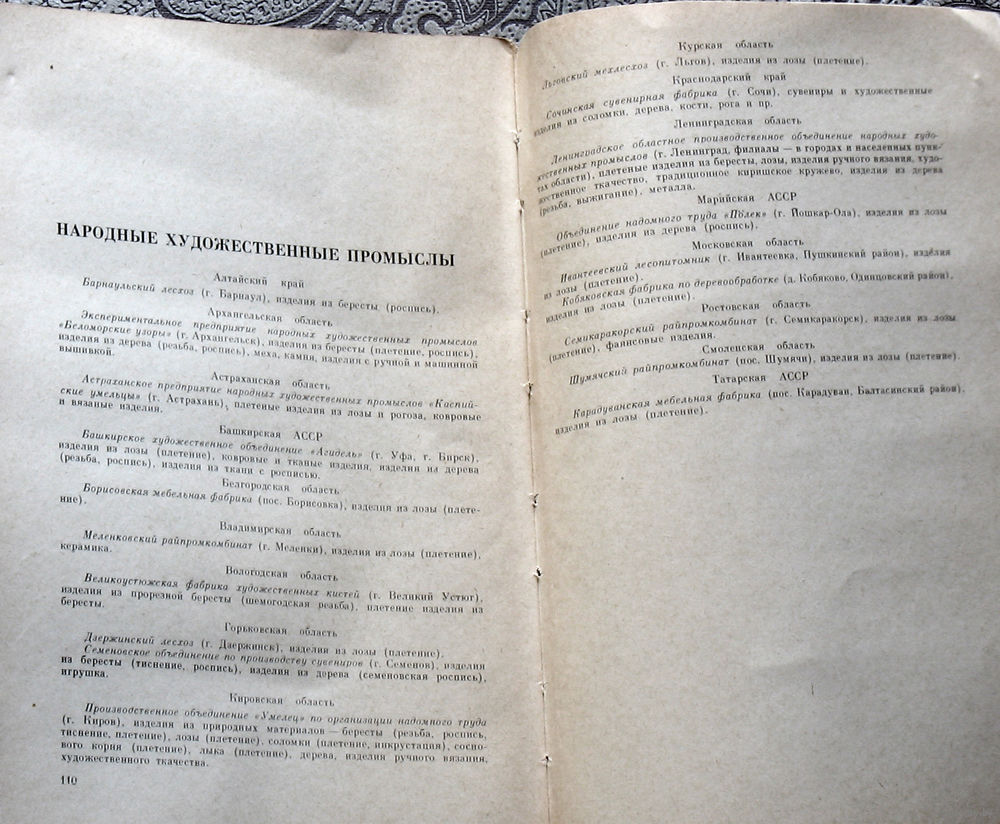 НАРОДНЫЕ ХУДОЖЕСТВЕННЫЕ ПРОМЫСЛЫ
Алтайский край
Барнаульский лесхоз (г. Барнаул), изделия из бересты (роспись).
Архангельская область
Экспериментальное предприятие народных художественных промыслов
«Беломорские узоры» (г. Архангельск), изделия из бересты (плетение, роспись),
изделия из дерева (резьба, роспись), меха, камня, изделия с ручной и машинной
вышивкой.
Астраханская область
Астраханское предприятие народных художественных промыслов «Каспий-
ские умельцы» (г. Астрахань), плетеные изделия из лозы и рогоза, ковровые
и вязаные изделия.
Башкирская АССР
Башкирское художественное объединение «Агидель» (г. Уфа, г. Бирск),
изделия из лозы (плетение), ковровые и тканые изделия, изделия из дерева
(резьба, роспись), изделия из ткани с росписью.
Белгородская область
Борисовская мебельная фабрика (пос. Борисовка), изделия из лозы (плете-
ние).
Владимирская область
Меленковский райпромкомбинат (г. Меленки), изделия из лозы (плетение),
керамика.
Вологодская область
Великоустюжская фабрика художественных кистей (г. Великий Устюг),
изделия из прорезной бересты (шемогодская резьба), плетение изделия из
бересты.
Горьковская область
Дзержинский лесхоз (г. Дзержинск), изделия из лозы (плетение).
Семеновское объединение по производству сувениров (г. Семенов), изделия
из бересты (тиснение, роспись), изделия из дерева (семеновская роспись),
игрушка.
Кировская область
Производственное объединение «Умелец» по организации надомного труда
(г. Киров), изделия из природных материалов — бересты (резьба, роспись,
тиснение, плетение), лозы (плетение), соломки (плетение, инкрустация), сосно-
вого корня (плетение), лыка (плетение), дерева, изделия ручного вязания,
художественного ткачества.
110
Курская область
Льговский мехлесхоз (г. Льгов), изделия из лозы (плетение).
Краснодарский край
Сочинская сувенирная фабрика (г. Сочи), сувениры и художественные
изделия из соломки, дерева, кости, рога и пр.
Ленинградская область
Ленинградское областное производственное объединение народных худо-
жественных промыслов (г. Ленинград, филиалы — в городах и населенных пунк-
тах области), плетеные изделия из бересты, лозы, изделия ручного вязания, худо-
жественное ткачество, традиционное киришское кружево, изделия из дерева
(резьба, выжигание), металла.
Марийская АССР
Объединение надомного труда «Пölек» (г. Йошкар-Ола), изделия из лозы
(плетение), изделия из дерева (роспись).
Московская область
Ивантеевский лесопитомник (г. Ивантеевка, Пушкинский район), изделия
из лозы (плетение).
Кабяковская фабрика по деревообработке (д. Кобяково, Одинцовский район),
изделия из лозы (плетение).
Ростовская область
Семикаракорский райпромкомбинат (г. Семикаракорск), изделия из лозы
(плетение), фаянсовые изделия.
Смоленская область
Шумячский райпромкомбинат (пос. Шумячи), изделия из лозы (плетение).
Татарская АССР
Карадуванская мебельная фабрика (пос. Карадуван, Балтасинский район),
изделия из лозы (плетение).